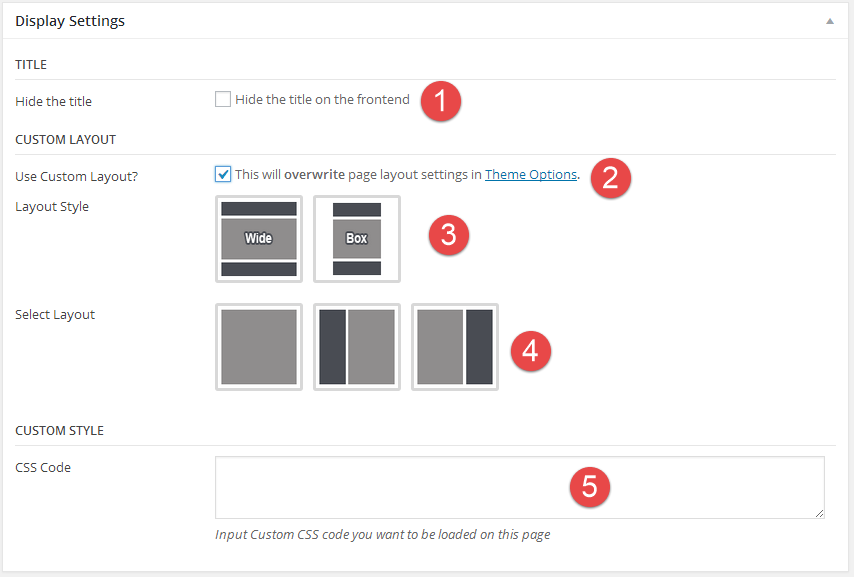 Display Settings
TITLE
Hide the title
Hide the title on the frontend
1
CUSTOM LAYOUT
Use Custom Layout?
This will overwrite page layout settings in Theme Options.
2
Layout Style
Wide
Box
3
Select Layout
4
CUSTOM STYLE
CSS Code
5
Input Custom CSS code you want to be loaded on this page